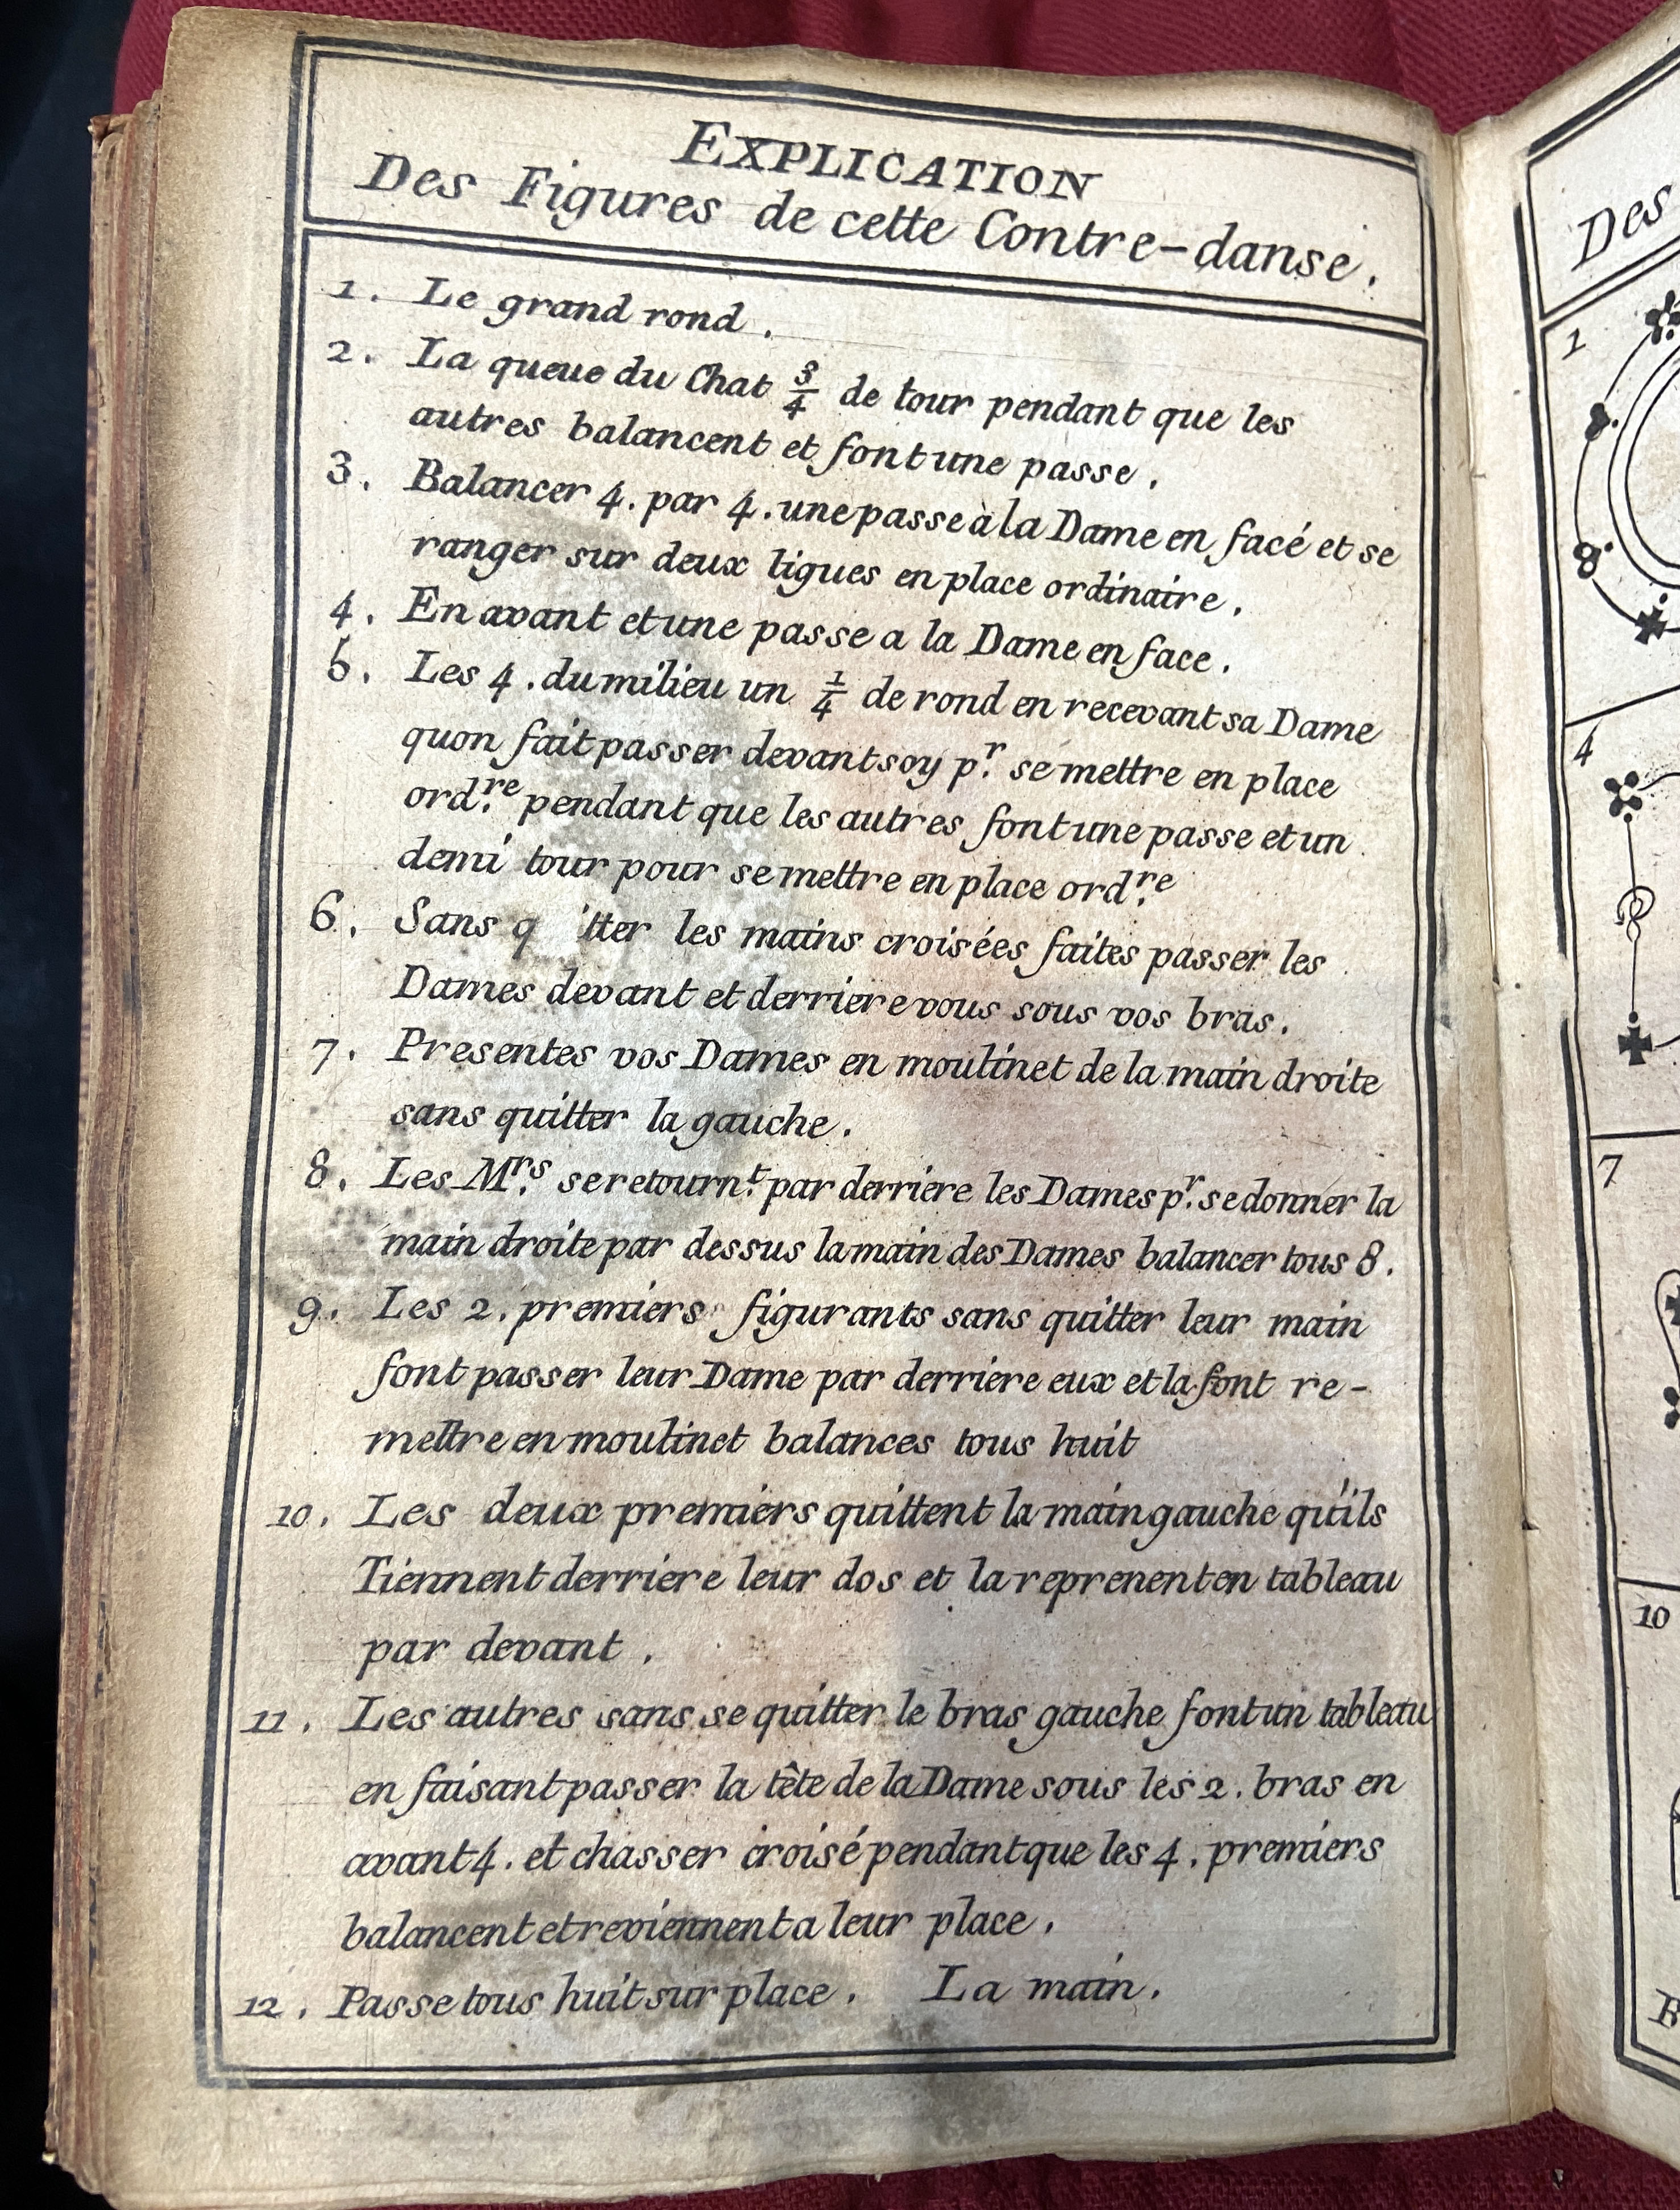 EXPLICATION
Des Figures de cette Contre-danse.
1. Le grand rond.
2. La queue du Chat 3/4 de tour pendant que les
autres balancent et font une passe.
3. Balancer 4. par 4. une passe à la Dame en facé et se
ranger sur deux ligues en place ordinaire.
4. En avant et une passe a la Dame en face.
5. Les 4. du milieu un 1/4 de rond en recevant sa Dame
quon fait passer devant soy pr. se mettre en place
ord.re pendant que les autres font une passe et un
demi tour pour se mettre en place ord.re
6. Sans q itter les mains croisées faites passer les
Dames devant et derriere vous sous vos bras.
7. Presentes vos Dames en moulinet de la main droite
sans quitter la gauche.
8. Les Mrs. se retournt. par derriere les Dames pr. se donner la
main droite par dessus la main des Dames balancer tous 8.
9. Les 2. premiers figurants sans quitter leur main
font passer leur Dame par derriere eux et la font re-
mettre en moulinet balances tous huit
10. Les deux premiers quittent la main gauche qu'ils
Tiennent derriere leur dos et la reprenent en tableau
par devant.
11. Les autres sans se quitter le bras gauche font un tableau
en faisant passer la tête de la Dame sous les 2. bras en
avant 4. et chasser croisé pendant que les 4. premiers
balancent et reviennent a leur place.
12. Passe tous huit sur place. La main.
Des
1
4
7
10
B